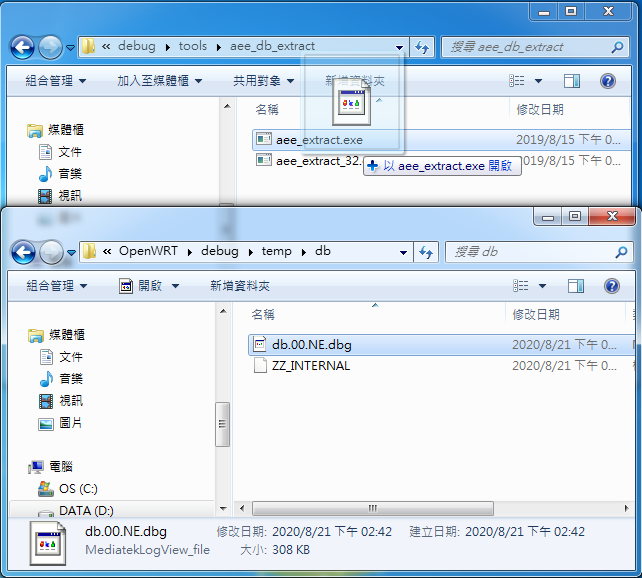 « debug ▸ tools ▸ aee_db_extract
搜尋 aee_db_extract
組合管理 加入至媒體櫃 共用對象 新增資料夾
名稱 修改日期
媒體櫃
文件
音樂
視訊
aee_extract.exe 2019/8/15 下午 0...
aee_extract_32. 2019/8/15 下午 0...
以 aee_extract.exe 開啟
« OpenWRT ▸ debug ▸ temp ▸ db
搜尋 db
組合管理 開啟 新增資料夾
名稱 修改日期
媒體櫃
文件
音樂
視訊
圖片
電腦
OS (C:)
DATA (D:)
db.00.NE.dbg 2020/8/21 下午 0...
ZZ_INTERNAL 2020/8/21 下午 0...
db.00.NE.dbg 修改日期: 2020/8/21 下午 02:42 建立日期: 2020/8/21 下午 02:42
MediatekLogView_file 大小: 308 KB